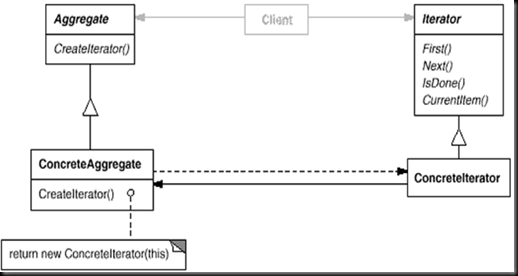 Aggregate
CreateIterator()
Client
Iterator
First()
Next()
IsDone()
CurrentItem()
ConcreteAggregate
CreateIterator()
ConcreteIterator
return new ConcreteIterator(this)